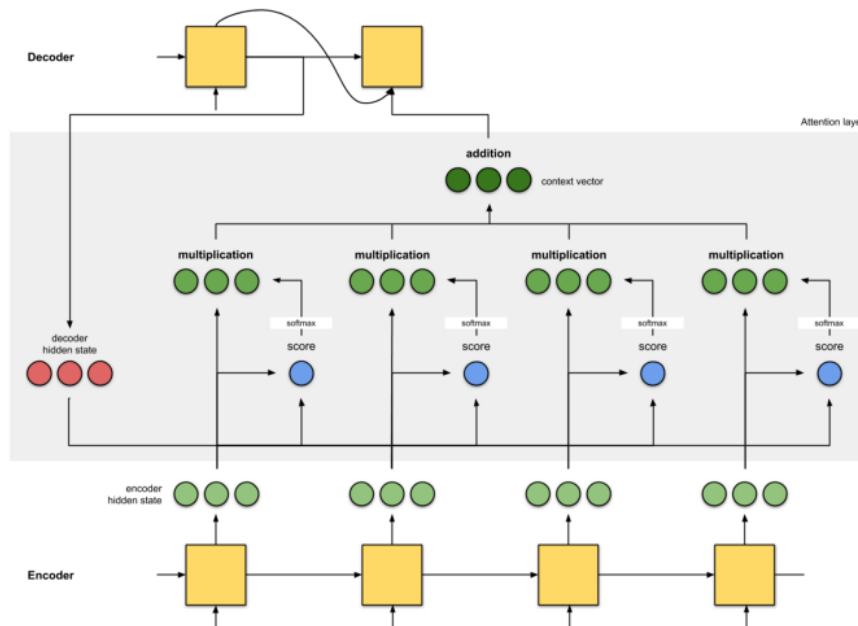 Decoder
Attention laye
addition
context vector
multiplication
multiplication
multiplication
multiplication
softmax
softmax
softmax
softmax
decoder
hidden state
score
score
score
score
encoder
hidden state
Encoder